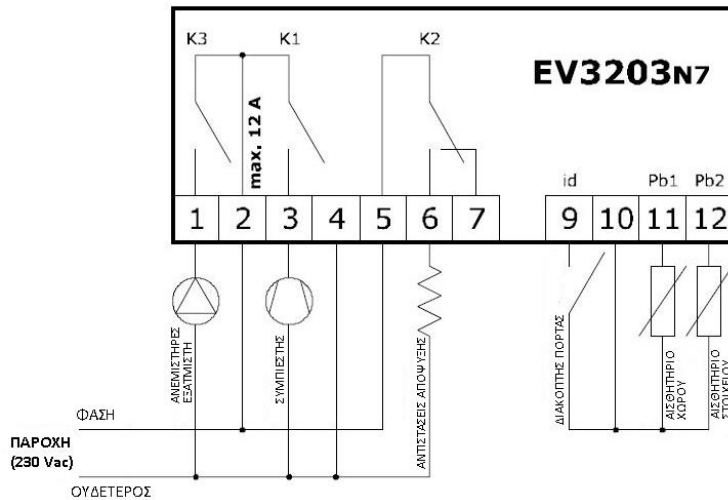 K3 K1 K2
EV3203N7
max. 12 A
id Pb1 Pb2
1 2 3 4 5 6 7 9 10 11 12
ΑΝΕΜΙΣΤΗΡΕΣ
ΕΞΑΤΜΙΣΤΗ
ΣΥΜΠΙΕΣΤΗΣ
ΑΝΤΙΣΤΑΣΕΙΣ ΑΠΟΨΥΞΗΣ
ΔΙΑΚΟΠΤΗΣ ΠΟΡΤΑΣ
ΑΙΣΘΗΤΗΡΙΟ
ΧΩΡΟΥ
ΑΙΣΘΗΤΗΡΙΟ
ΣΤΟΙΧΕΙΟΥ
ΦΑΣΗ
ΠΑΡΟΧΗ
(230 Vac)
ΟΥΔΕΤΕΡΟΣ